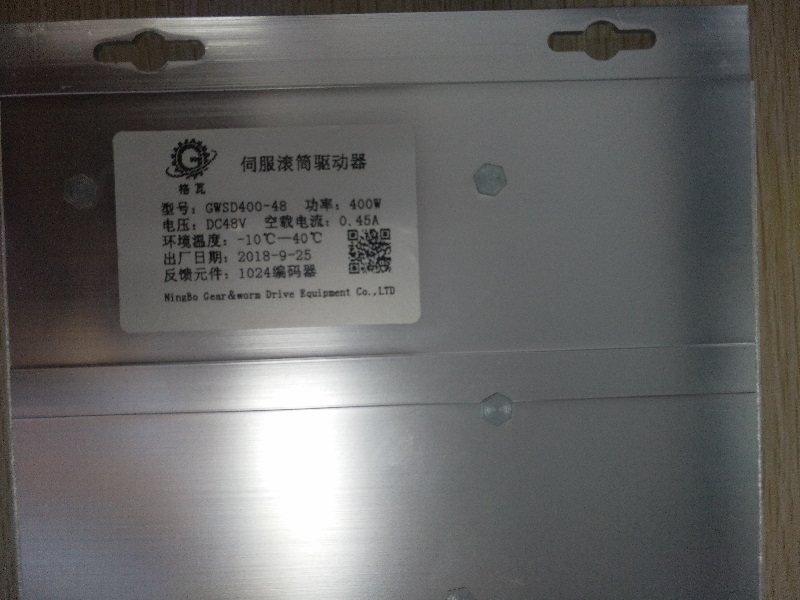 伺服滚筒驱动器
格瓦
型号：GWSD400-48 功率：400W
电压：DC48V 空载电流：0.45A
环境温度：-10℃—40℃
出厂日期：2018-9-25
反馈元件：1024编码器
NingBo Gear&worm Drive Equipment Co.,LTD